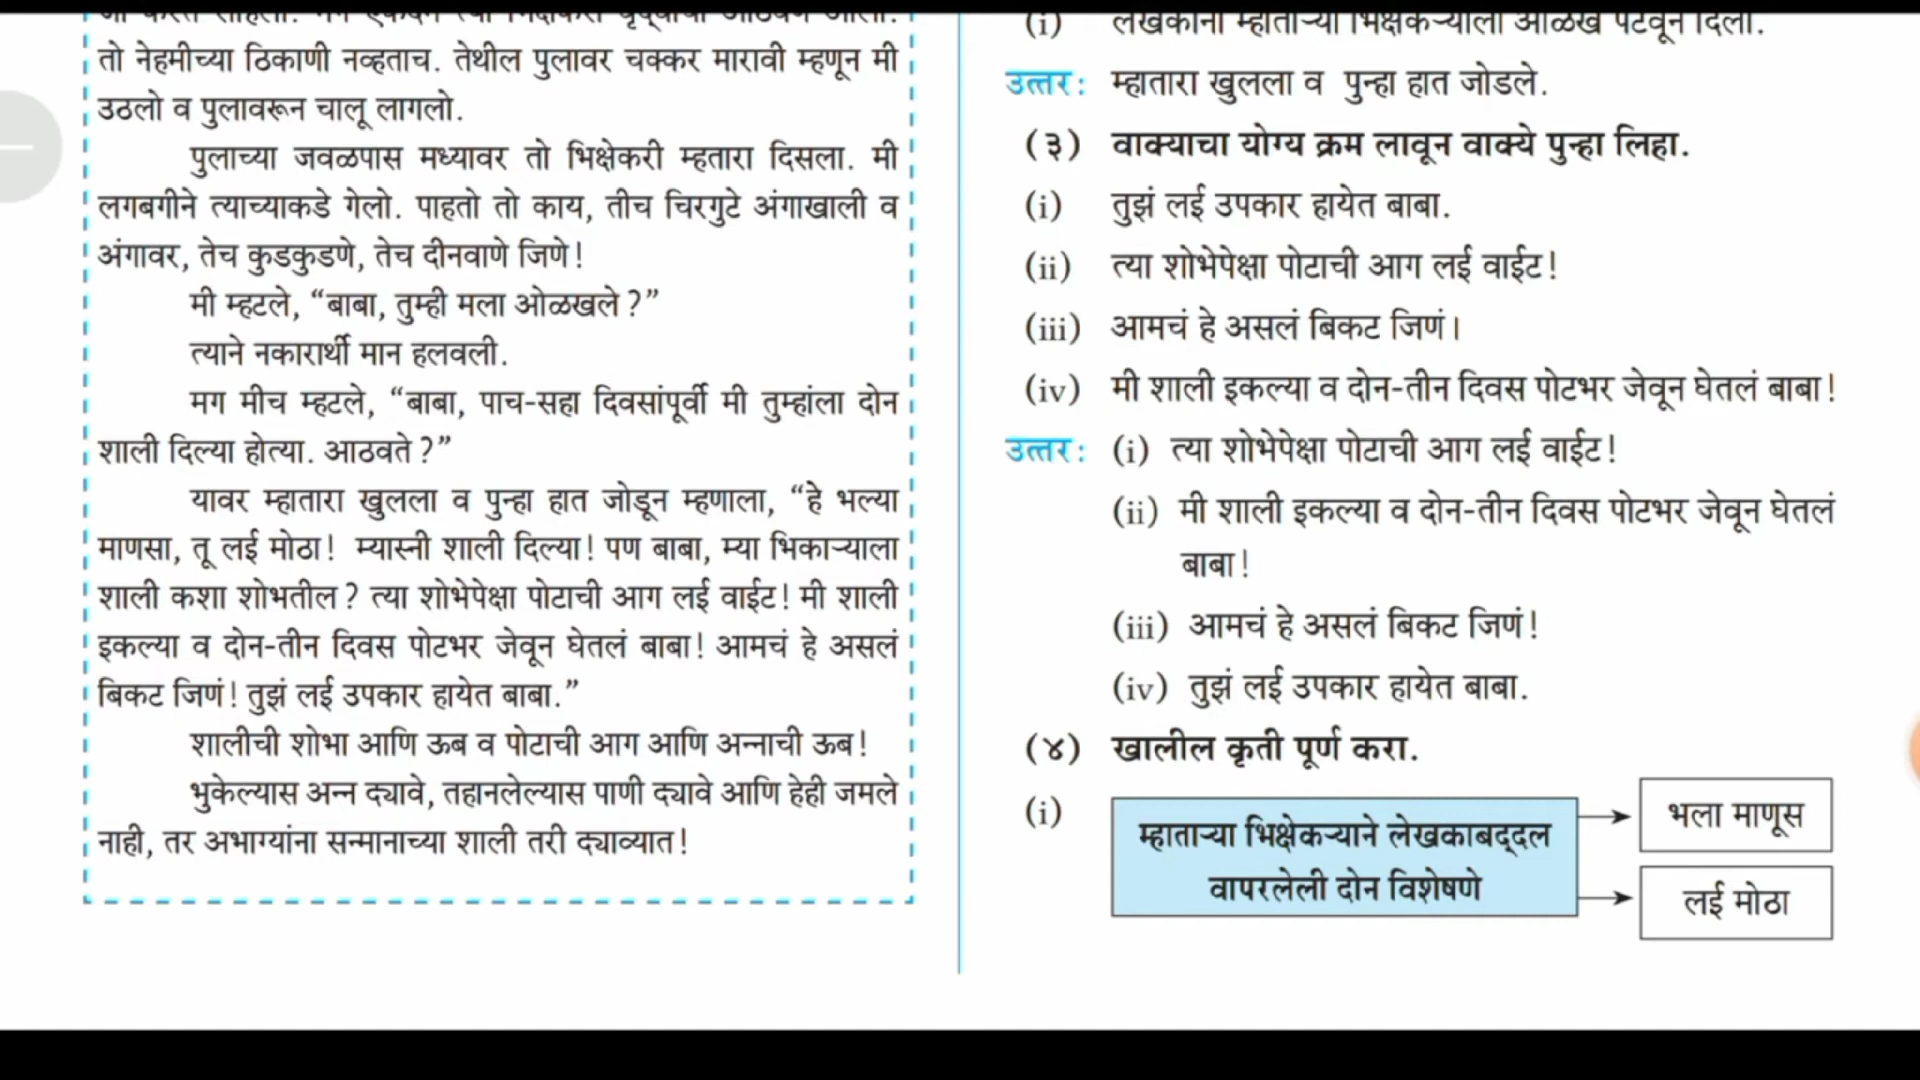 तो नेहमीच्या ठिकाणी नव्हताच. तेथील पुलावर चक्कर मारावी म्हणून मी
उठलो व पुलावरून चालू लागलो.
पुलाच्या जवळपास मध्यावर तो भिक्षेकरी म्हतारा दिसला. मी
लगबगीने त्याच्याकडे गेलो. पाहतो तो काय, तीच चिरगुटे अंगाखाली व
अंगावर, तेच कुडकुडणे, तेच दीनवाणे जिणे!
मी म्हटले, “बाबा, तुम्ही मला ओळखले?”
त्याने नकारार्थी मान हलवली.
मग मीच म्हटले, “बाबा, पाच-सहा दिवसांपूर्वी मी तुम्हांला दोन
शाली दिल्या होत्या. आठवते?”
यावर म्हातारा खुलला व पुन्हा हात जोडून म्हणाला, “हे भल्या
माणसा, तू लई मोठा! म्यास्नी शाली दिल्या! पण बाबा, म्या भिकाऱ्याला
शाली कशा शोभतील? त्या शोभेपेक्षा पोटाची आग लई वाईट! मी शाली
इकल्या व दोन-तीन दिवस पोटभर जेवून घेतलं बाबा! आमचं हे असलं
बिकट जिणं! तुझं लई उपकार हायेत बाबा.”
शालीची शोभा आणि ऊब व पोटाची आग आणि अन्नाची ऊब!
भुकेल्यास अन्न द्यावे, तहानलेल्यास पाणी द्यावे आणि हेही जमले
नाही, तर अभाग्यांना सन्मानाच्या शाली तरी द्याव्यात!
(i) लेखकांनी म्हाताऱ्या भिक्षेकऱ्याला ओळख पटवून दिली.
उत्तर: म्हातारा खुलला व पुन्हा हात जोडले.
(३) वाक्याचा योग्य क्रम लावून वाक्ये पुन्हा लिहा.
(i) तुझं लई उपकार हायेत बाबा.
(ii) त्या शोभेपेक्षा पोटाची आग लई वाईट!
(iii) आमचं हे असलं बिकट जिणं।
(iv) मी शाली इकल्या व दोन-तीन दिवस पोटभर जेवून घेतलं बाबा!
उत्तर: (i) त्या शोभेपेक्षा पोटाची आग लई वाईट!
(ii) मी शाली इकल्या व दोन-तीन दिवस पोटभर जेवून घेतलं
बाबा!
(iii) आमचं हे असलं बिकट जिणं!
(iv) तुझं लई उपकार हायेत बाबा.
(४) खालील कृती पूर्ण करा.
(i) म्हाताऱ्या भिक्षेकऱ्याने लेखकाबद्दल
वापरलेली दोन विशेषणे
भला माणूस
लई मोठा